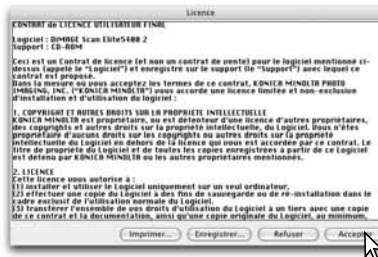 Licence
CONTRAT de LICENCE UTILISATEUR FINAL
Logiciel : DiMAGE Scan Elite5400 2
Support : CD-ROM
Ceci est un Contrat de licence (et non un contrat de vente) pour le logiciel mentionné ci-
dessus (appelé le "Logiciel") et enregistré sur le support (le "Support") avec lequel ce
contrat est proposé.
Dans la mesure où vous acceptez les termes de ce contrat, KONICA MINOLTA PHOTO
IMAGING, INC. ("KONICA MINOLTA") vous accorde une licence limitée et non-exclusive
d'installation et d'utilisation du logiciel :
1. COPYRIGHT ET AUTRES DROITS SUR LA PROPRIETE INTELLECTUELLE
KONICA MINOLTA est propriétaire, ou est détenteur d'une licence d'autres propriétaires,
des copyrights et autres droits sur la propriété intellectuelle, du Logiciel. Vous n'êtes
propriétaire d'aucuns droits sur les copyrights ou autres droits sur la propriété
intellectuelle du Logiciel en dehors de la licence qui vous est accordée par ce contrat. Le
titre de propriété du Logiciel et de toutes les copies enregistrées à partir de ce Logiciel
est détenu par KONICA MINOLTA ou les autres propriétaires mentionnés.
2. LICENCE
Cette licence vous autorise à :
(1) installer et utiliser le Logiciel uniquement sur un seul ordinateur.
(2) effectuer une copie du Logiciel à des fins de sauvegarde ou de ré-installation dans le
cadre exclusif de l'utilisation normale du Logiciel.
(3) transférer l'ensemble de vos droits d'utilisation du Logiciel à un tiers avec une copie
de ce contrat et la documentation, ainsi qu'une copie originale du Logiciel, au minimum,
Imprimer... Enregistrer... Refuser Accepter